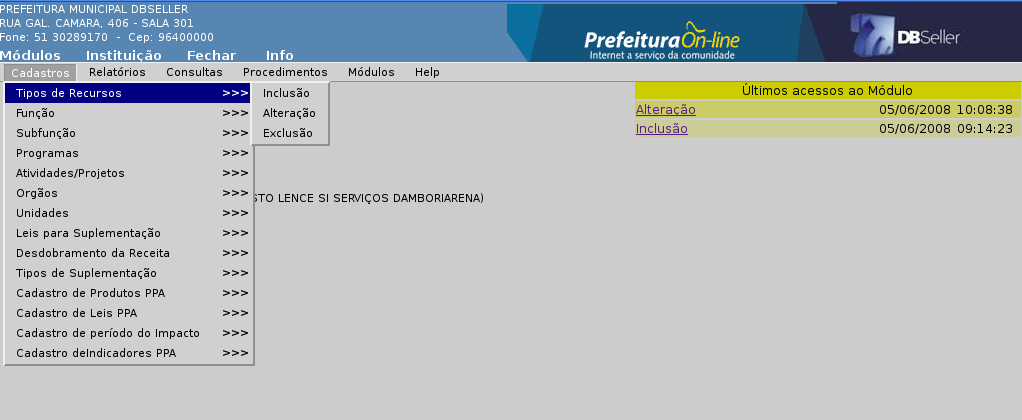 PREFEITURA MUNICIPAL DBSELLER
RUA GAL. CAMARA, 406 - SALA 301
Fone: 51 30289170 - Cep: 96400000
PrefeituraOn-line
Internet a serviço da comunidade
DBSeller
Módulos Instituição Fechar Info
Cadastros Relatórios Consultas Procedimentos Módulos Help
Tipos de Recursos >>>
Função >>>
Subfunção >>>
Programas >>>
Atividades/Projetos >>>
Orgãos >>>
Unidades >>>
Leis para Suplementação >>>
Desdobramento da Receita >>>
Tipos de Suplementação >>>
Cadastro de Produtos PPA >>>
Cadastro de Leis PPA >>>
Cadastro de período do Impacto >>>
Cadastro deIndicadores PPA >>>
Inclusão
Alteração
Exclusão
STO LENCE SI SERVIÇOS DAMBORIARENA)
Últimos acessos ao Módulo
Alteração 05/06/2008 10:08:38
Inclusão 05/06/2008 09:14:23